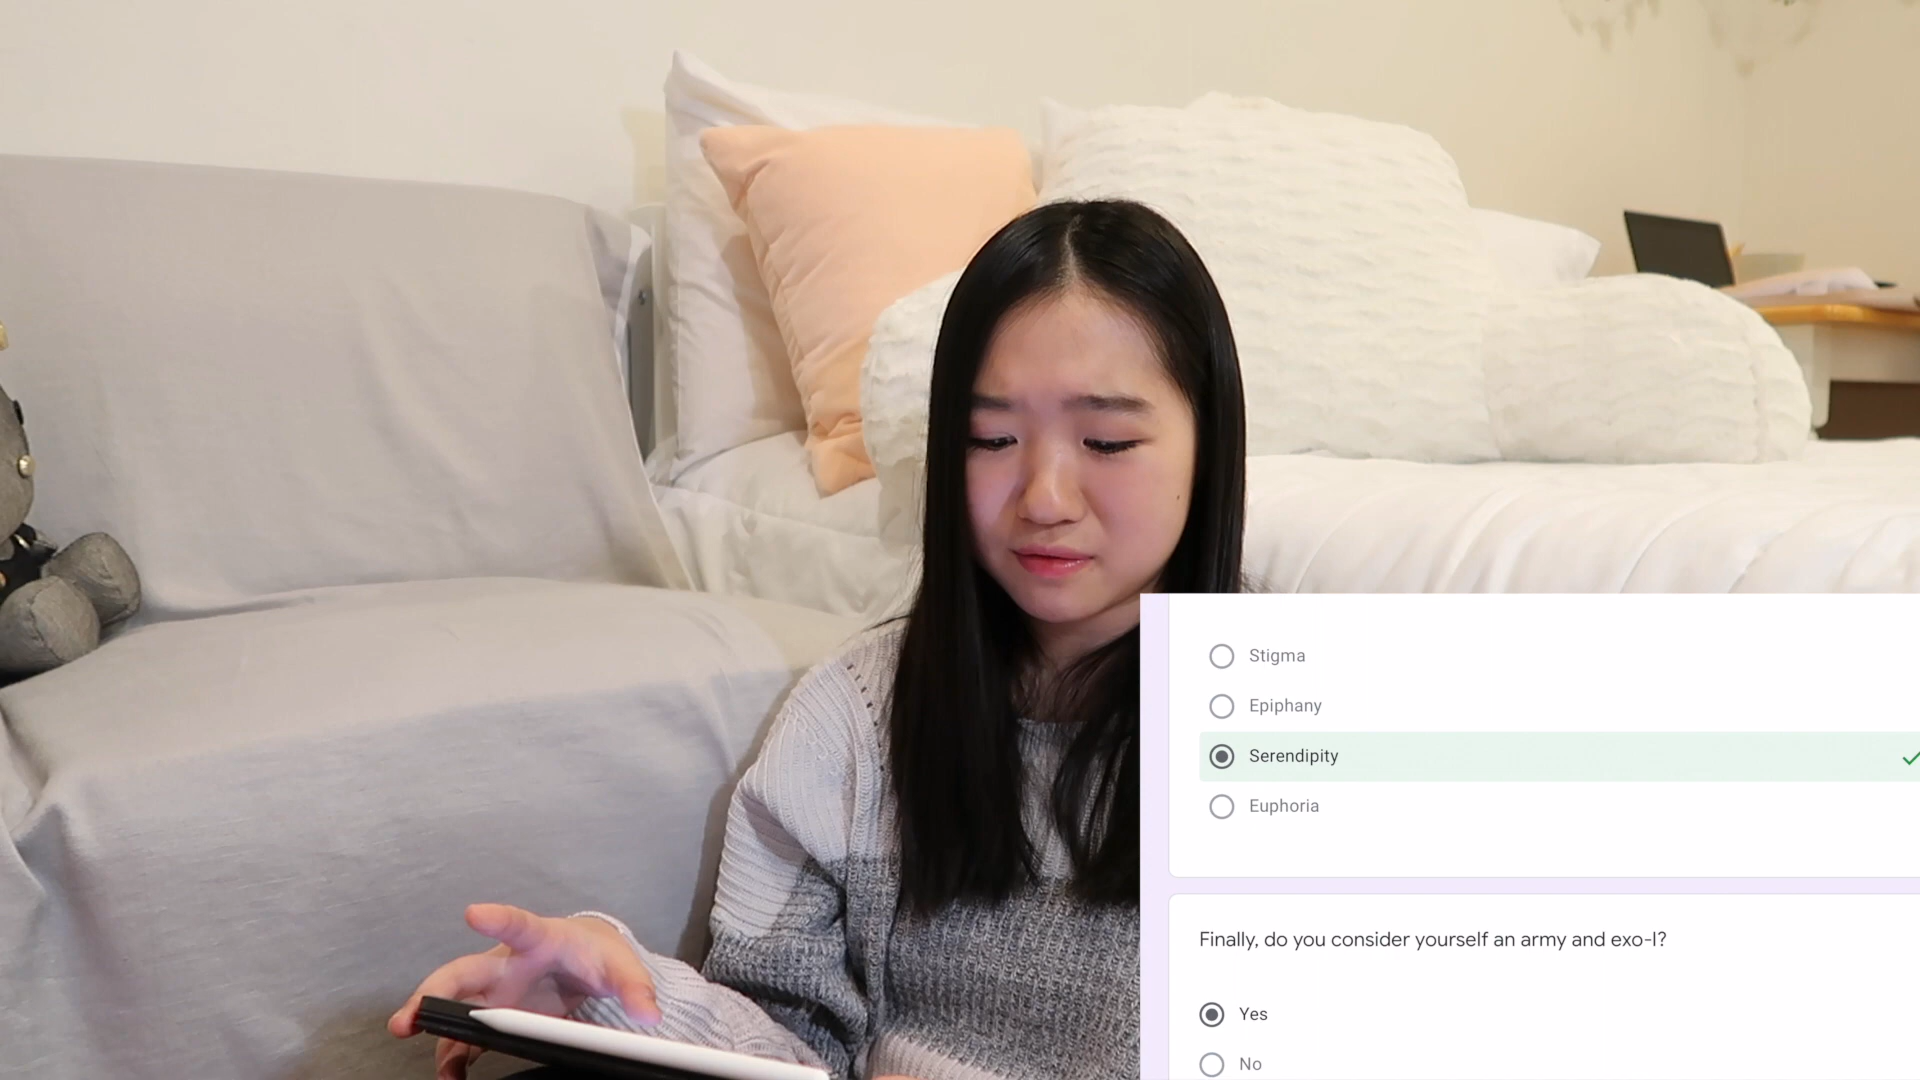 Stigma
Epiphany
Serendipity
Euphoria
Finally, do you consider yourself an army and exo-l?
Yes
No